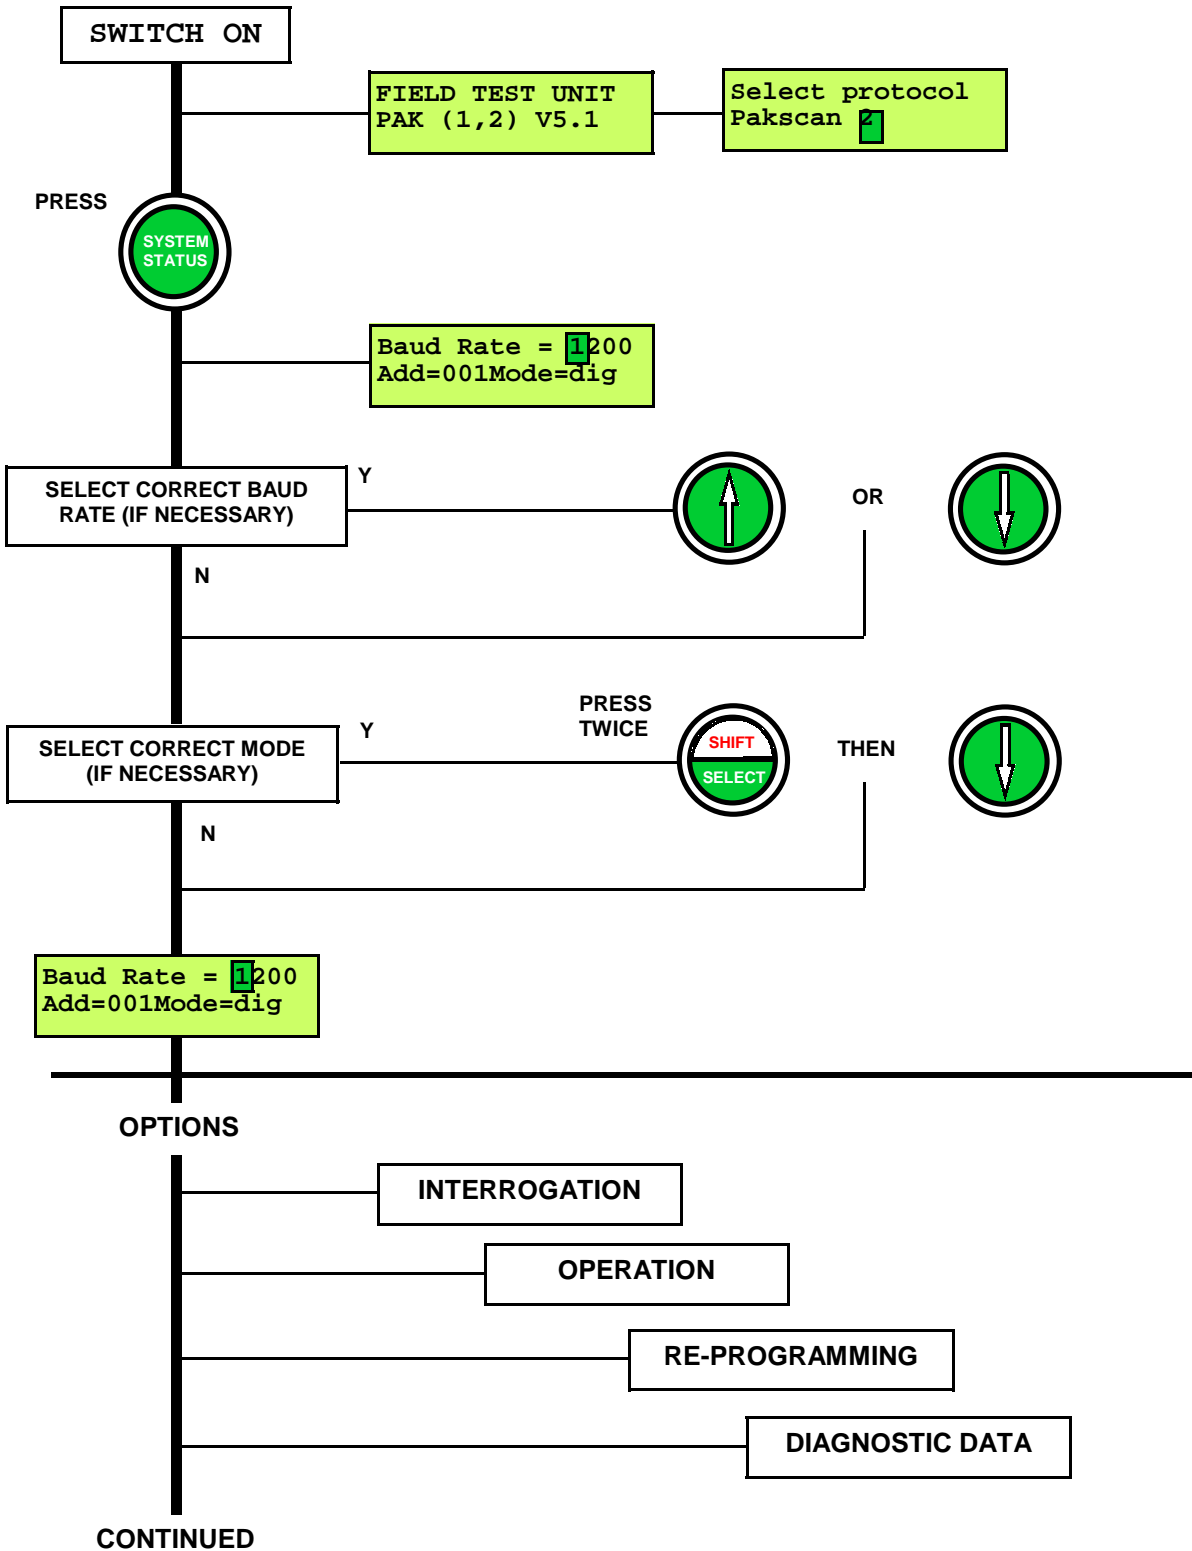 SWITCH ON
FIELD TEST UNIT
PAK (1,2) V5.1
Select protocol
Pakscan 2
PRESS
SYSTEM
STATUS
Baud Rate = 1200
Add=001Mode=dig
SELECT CORRECT BAUD
RATE (IF NECESSARY)
Y
OR
N
SELECT CORRECT MODE
(IF NECESSARY)
Y
PRESS
TWICE
SHIFT
SELECT
THEN
N
Baud Rate = 1200
Add=001Mode=dig
OPTIONS
INTERROGATION
OPERATION
RE-PROGRAMMING
DIAGNOSTIC DATA
CONTINUED